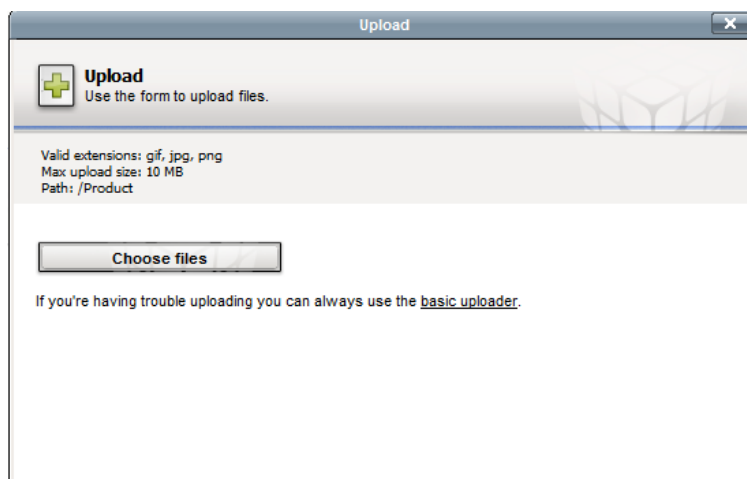 Upload
Upload
Use the form to upload files.
Valid extensions: gif, jpg, png
Max upload size: 10 MB
Path: /Product
Choose files
If you're having trouble uploading you can always use the basic uploader.